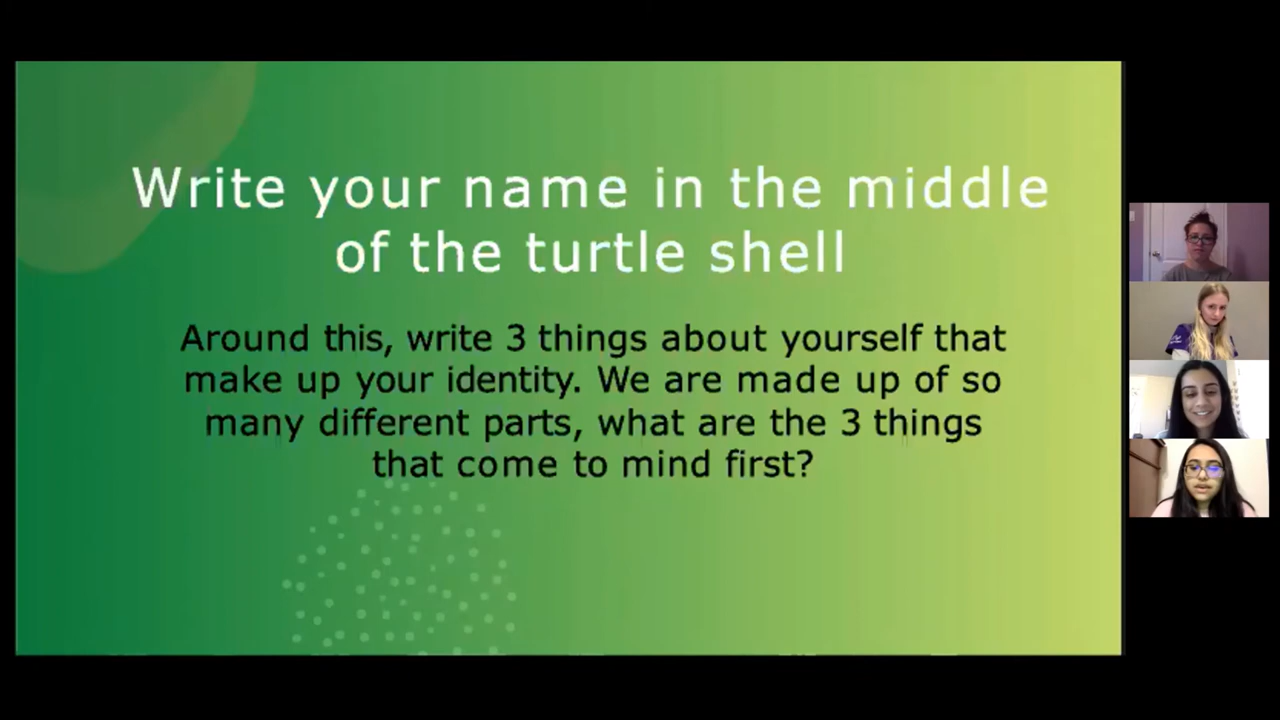 Write your name in the middle
of the turtle shell
Around this, write 3 things about yourself that
make up your identity. We are made up of so
many different parts, what are the 3 things
that come to mind first?